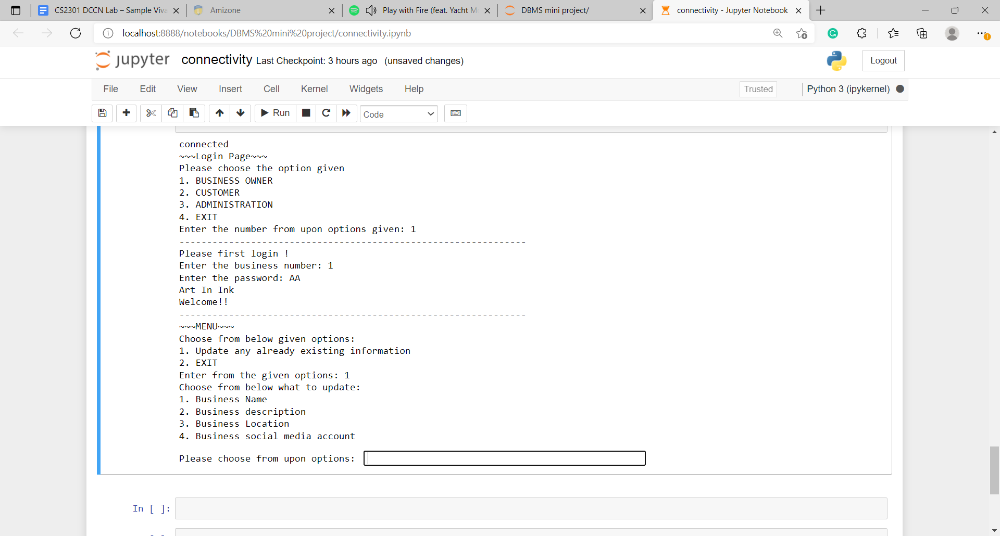 CS2301 DCCN Lab – Sample Viva
Amizone
Play with Fire (feat. Yacht M
DBMS mini project/
connectivity - Jupyter Notebook
localhost:8888/notebooks/DBMS%20mini%20project/connectivity.ipynb
jupyter connectivity Last Checkpoint: 3 hours ago (unsaved changes)
Logout
File Edit View Insert Cell Kernel Widgets Help
Trusted
Python 3 (ipykernel)
Run
Code
connected
~~~Login Page~~~
Please choose the option given
1. BUSINESS OWNER
2. CUSTOMER
3. ADMINISTRATION
4. EXIT
Enter the number from upon options given: 1
---------------------------------------------------------------
Please first login !
Enter the business number: 1
Enter the password: AA
Art In Ink
Welcome!!
---------------------------------------------------------------
~~~MENU~~~
Choose from below given options:
1. Update any already existing information
2. EXIT
Enter from the given options: 1
Choose from below what to update:
1. Business Name
2. Business description
3. Business Location
4. Business social media account
Please choose from upon options:
In [ ]: